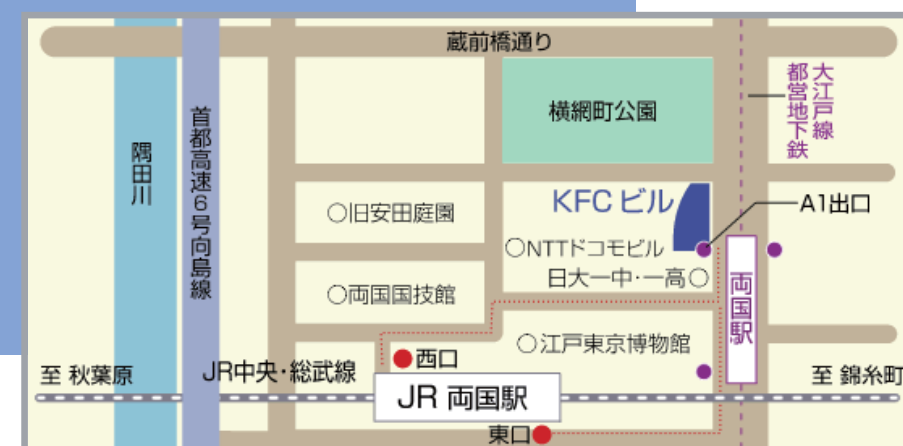 蔵前橋通り
大江戸線
都営地下鉄
横網町公園
首都高速6号向島線
隅田川
KFCビル
A1出口
○旧安田庭園
○NTTドコモビル
日大一中・一高○
両国駅
○両国国技館
○江戸東京博物館
西口
至 秋葉原
JR中央・総武線
JR 両国駅
至 錦糸町
東口